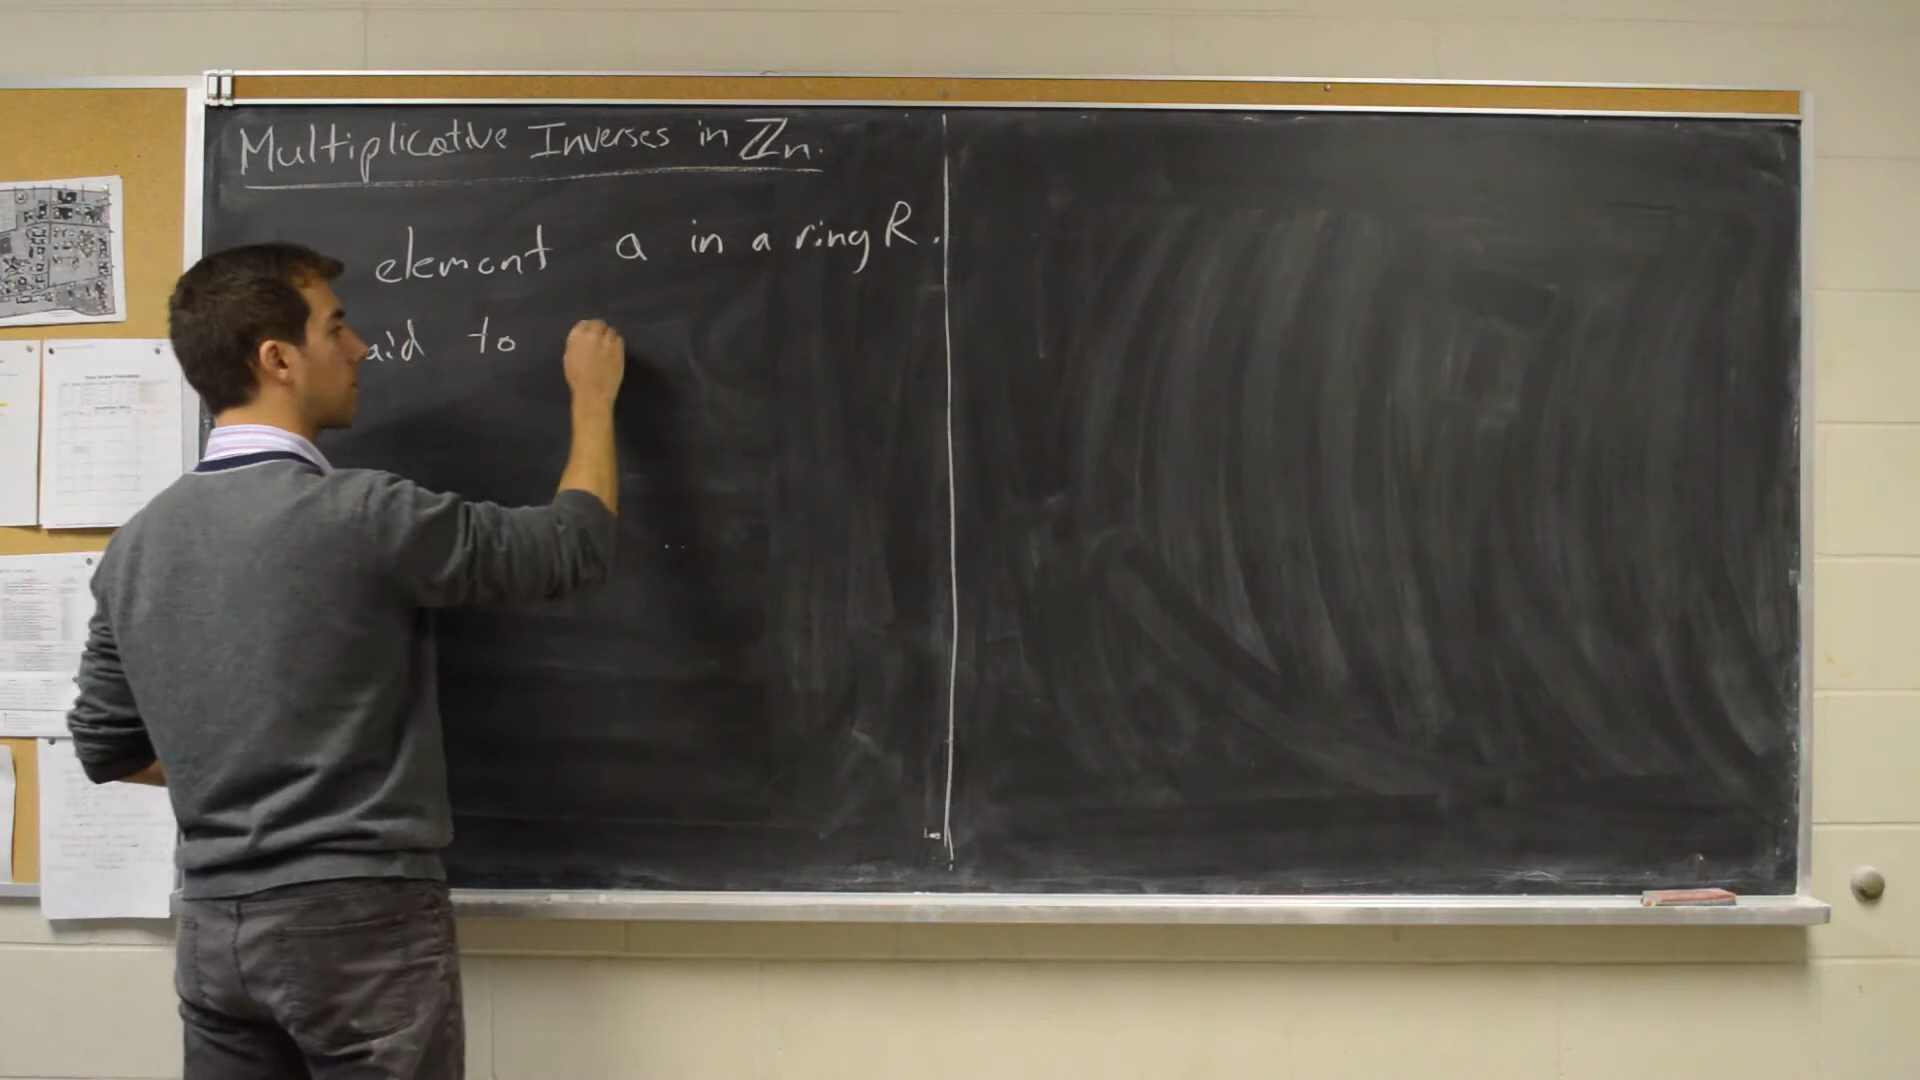 Multiplicative Inverses in ℤn.
element a in a ring R.
aid to